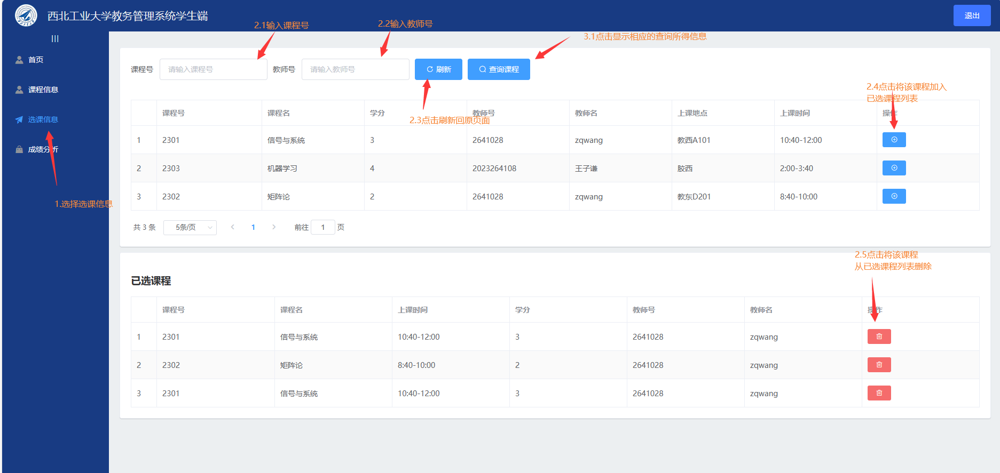 西北工业大学教务管理系统学生端
退出
2.1输入课程号
2.2输入教师号
3.1点击显示相应的查询所得信息
首页
课程信息
选课信息
成绩分析
1.选择选课信息
课程号 请输入课程号 教师号 请输入教师号 刷新 查询课程
2.3点击刷新回原页面
2.4点击将该课程加入
已选课程列表
课程号 课程名 学分 教师号 教师名 上课地点 上课时间 操作
1 2301 信号与系统 3 2641028 zqwang 教西A101 10:40-12:00
2 2303 机器学习 4 2023264108 王子谦 胶西 2:00-3:40
3 2302 矩阵论 2 2641028 zqwang 教东D201 8:40-10:00
共 3 条 5条/页 1 前往 1 页
2.5点击将该课程
从已选课程列表删除
已选课程
课程号 课程名 上课时间 学分 教师号 教师名 操作
1 2301 信号与系统 10:40-12:00 3 2641028 zqwang
2 2302 矩阵论 8:40-10:00 2 2641028 zqwang
3 2301 信号与系统 10:40-12:00 3 2641028 zqwang